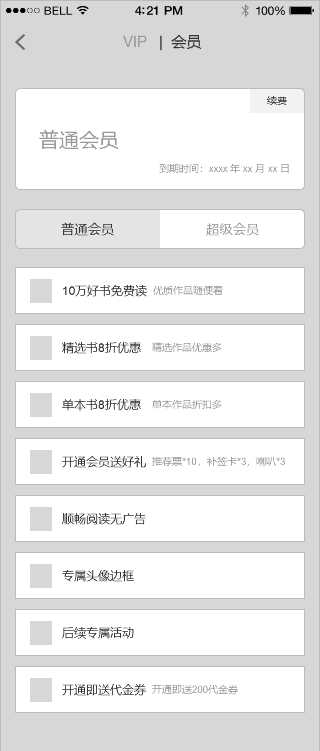 BELL 4:21 PM 100%
VIP | 会员
续费
普通会员
到期时间：xxxx 年 xx 月 xx 日
普通会员 超级会员
10万好书免费读 优质作品随便看
精选书8折优惠 精选作品优惠多
单本书8折优惠 单本作品折扣多
开通会员送好礼 推荐票*10，补签卡*3，喇叭*3
顺畅阅读无广告
专属头像边框
后续专属活动
开通即送代金券 开通即送200代金券